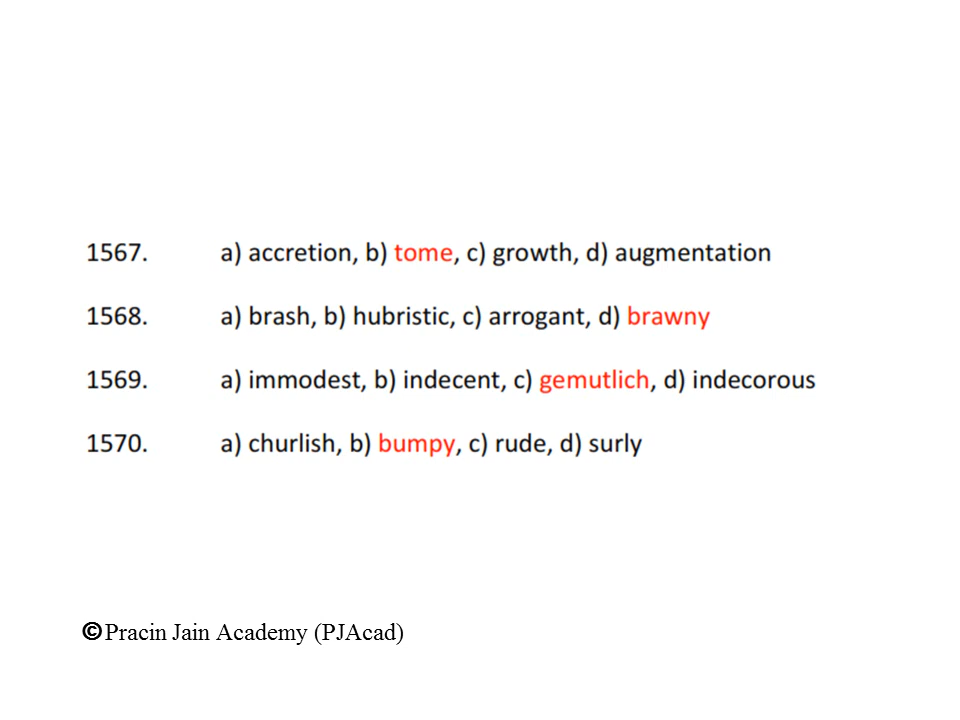 1567. a) accretion, b) tome, c) growth, d) augmentation
1568. a) brash, b) hubristic, c) arrogant, d) brawny
1569. a) immodest, b) indecent, c) gemutlich, d) indecorous
1570. a) churlish, b) bumpy, c) rude, d) surly
©Pracin Jain Academy (PJAcad)